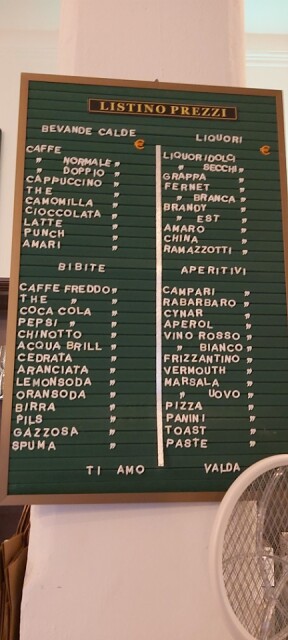 LISTINO PREZZI
BEVANDE CALDE
€
CAFFE
" NORMALE "
" DOPPIO "
CAPPUCCINO "
THE "
CAMOMILLA "
CIOCCOLATA "
LATTE "
PUNCH "
AMARI "
BIBITE
CAFFE FREDDO "
THE " "
COCA COLA "
PEPSI " "
CHINOTTO "
ACQUA BRILL "
CEDRATA "
ARANCIATA "
LEMONSODA "
ORANSODA "
BIRRA "
PILS "
GAZZOSA "
SPUMA "
LIQUORI
€
LIQUORI DOLCI
" SECCHI "
GRAPPA "
FERNET "
" BRANCA "
BRANDY "
" EST "
AMARO "
CHINA "
RAMAZZOTTI "
APERITIVI
CAMPARI "
RABARBARO "
CYNAR "
APEROL "
VINO ROSSO "
" BIANCO "
FRIZZANTINO "
VERMOUTH "
MARSALA "
" UOVO "
PIZZA "
PANINI "
TOAST "
PASTE "
TI AMO VALDA